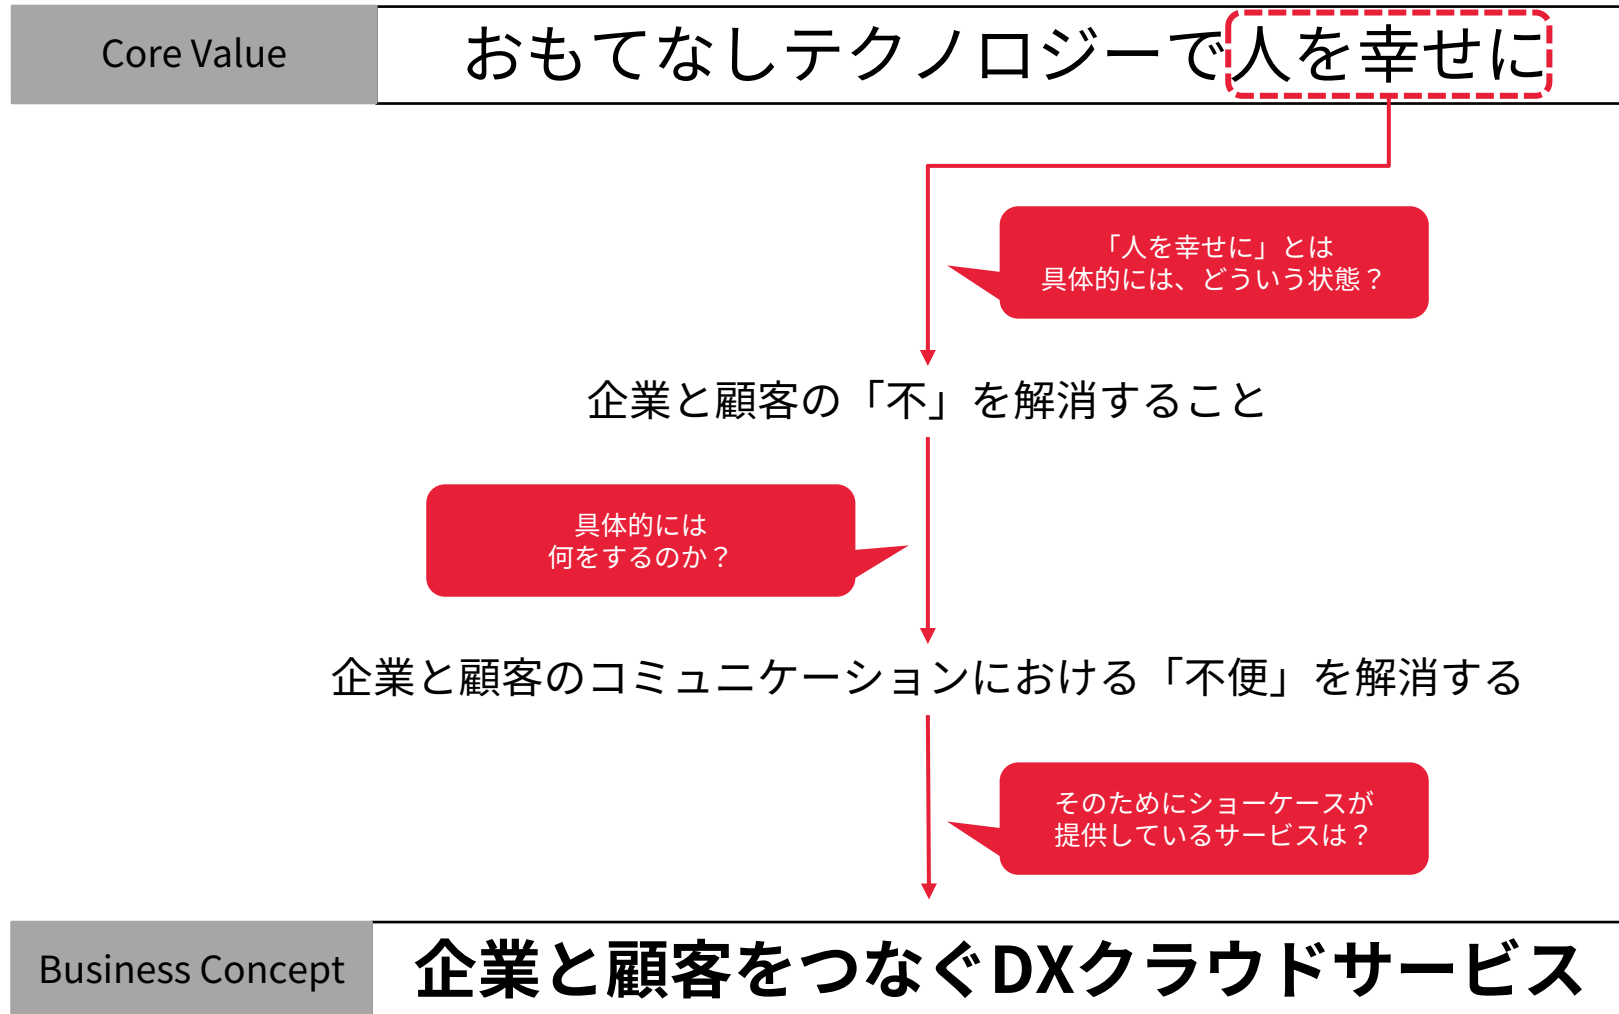 Core Value
おもてなしテクノロジーで人を幸せに
「人を幸せに」とは
具体的には、どういう状態？
企業と顧客の「不」を解消すること
具体的には
何をするのか？
企業と顧客のコミュニケーションにおける「不便」を解消する
そのためにショーケースが
提供しているサービスは？
Business Concept
企業と顧客をつなぐDXクラウドサービス